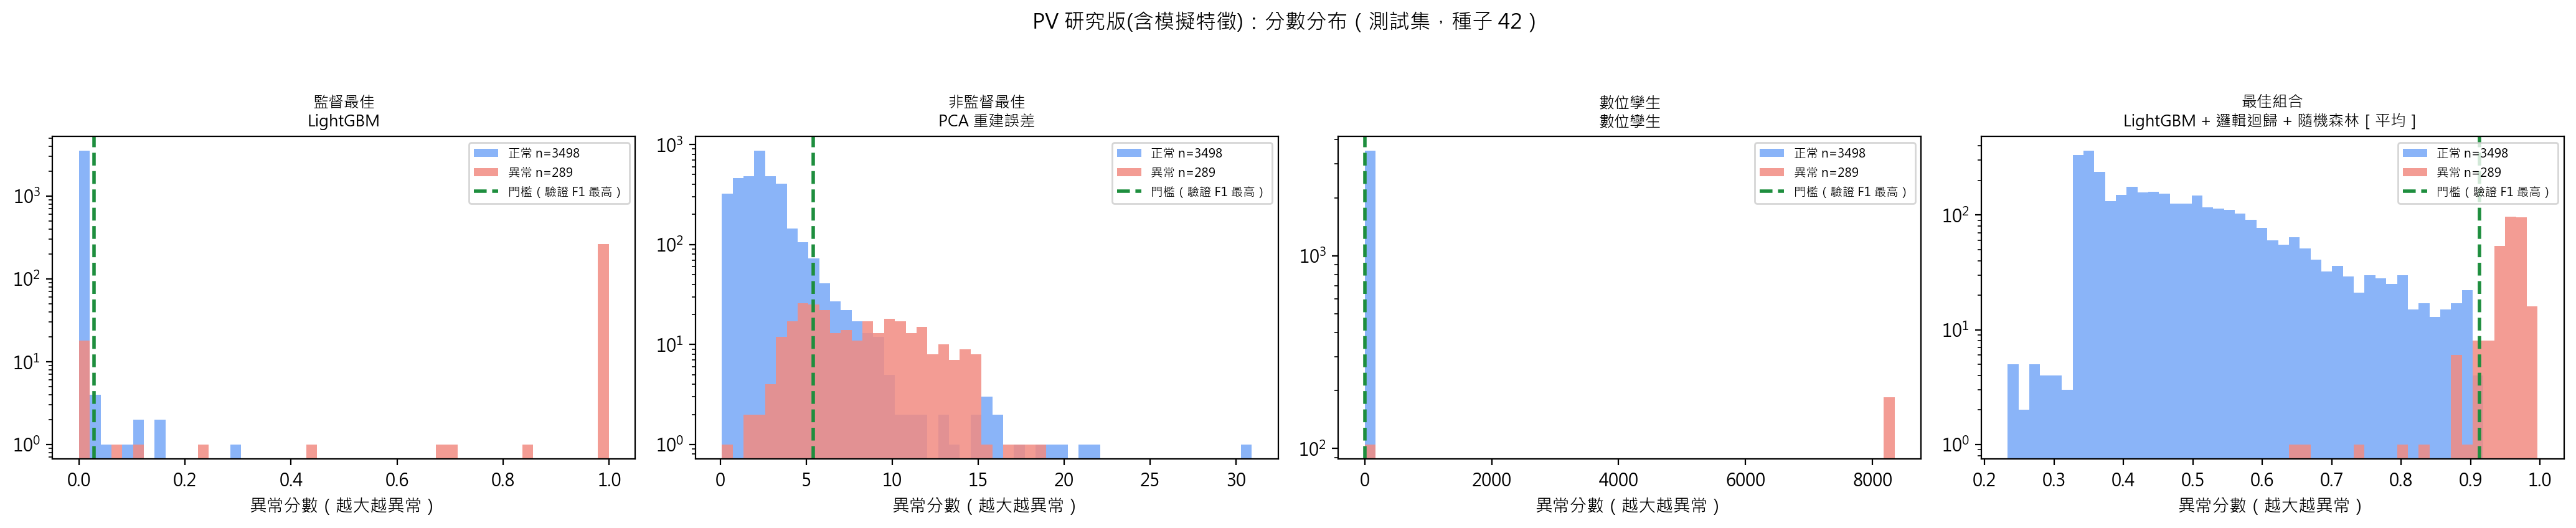 PV 研究版(含模擬特徵)：分數分布（測試集，種子 42）
監督最佳
LightGBM
正常 n=3498
異常 n=289
門檻（驗證 F1 最高）
10³
10²
10¹
10⁰
0.0 0.2 0.4 0.6 0.8 1.0
異常分數（越大越異常）
非監督最佳
PCA 重建誤差
正常 n=3498
異常 n=289
門檻（驗證 F1 最高）
10³
10²
10¹
10⁰
0 5 10 15 20 25 30
異常分數（越大越異常）
數位孿生
數位孿生
正常 n=3498
異常 n=289
門檻（驗證 F1 最高）
10³
10²
0 2000 4000 6000 8000
異常分數（越大越異常）
最佳組合
LightGBM + 邏輯迴歸 + 隨機森林［平均］
正常 n=3498
異常 n=289
門檻（驗證 F1 最高）
10²
10¹
10⁰
0.2 0.3 0.4 0.5 0.6 0.7 0.8 0.9 1.0
異常分數（越大越異常）